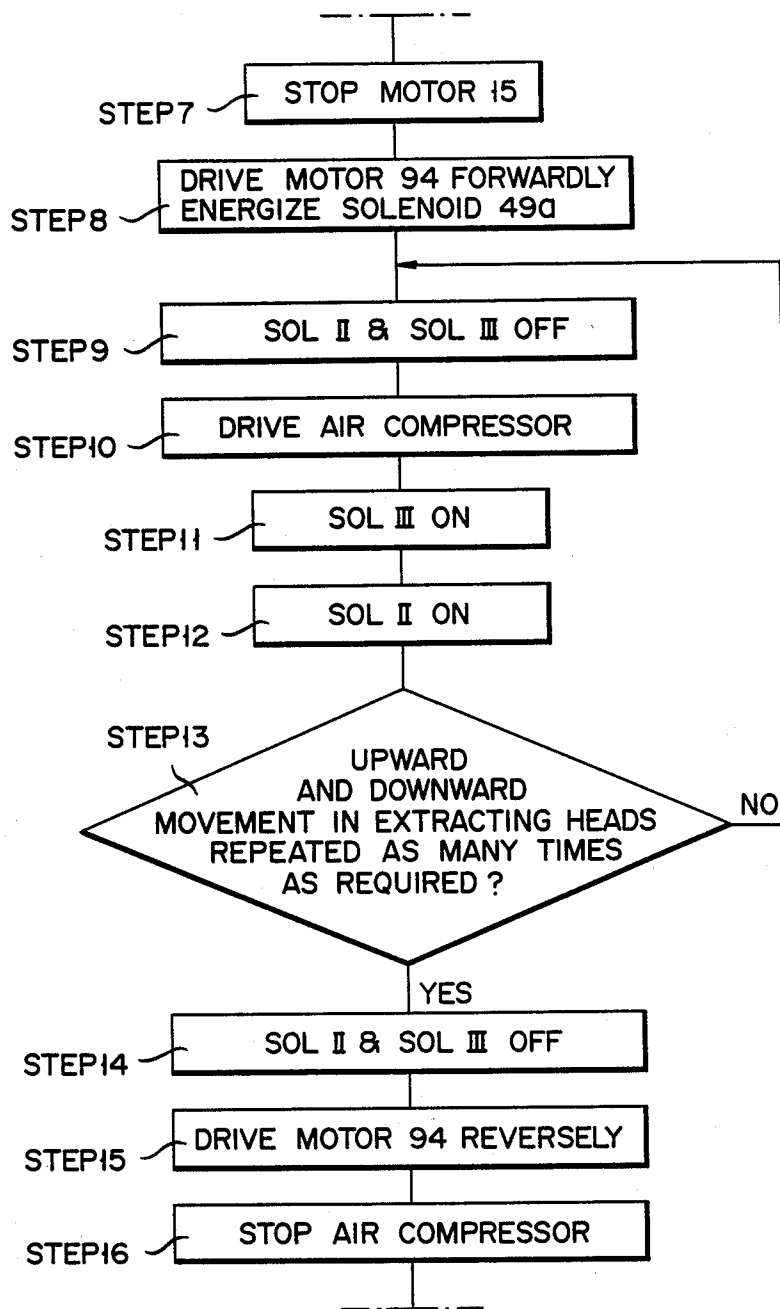 STOP MOTOR 15
STEP7
DRIVE MOTOR 94 FORWARDLY
ENERGIZE SOLENOID 49a
STEP8
SOL II & SOL III OFF
STEP9
DRIVE AIR COMPRESSOR
STEP10
SOL III ON
STEP11
SOL II ON
STEP12
STEP13
UPWARD
AND DOWNWARD
MOVEMENT IN EXTRACTING HEADS
REPEATED AS MANY TIMES
AS REQUIRED?
NO
YES
SOL II & SOL III OFF
STEP14
DRIVE MOTOR 94 REVERSELY
STEP15
STOP AIR COMPRESSOR
STEP16